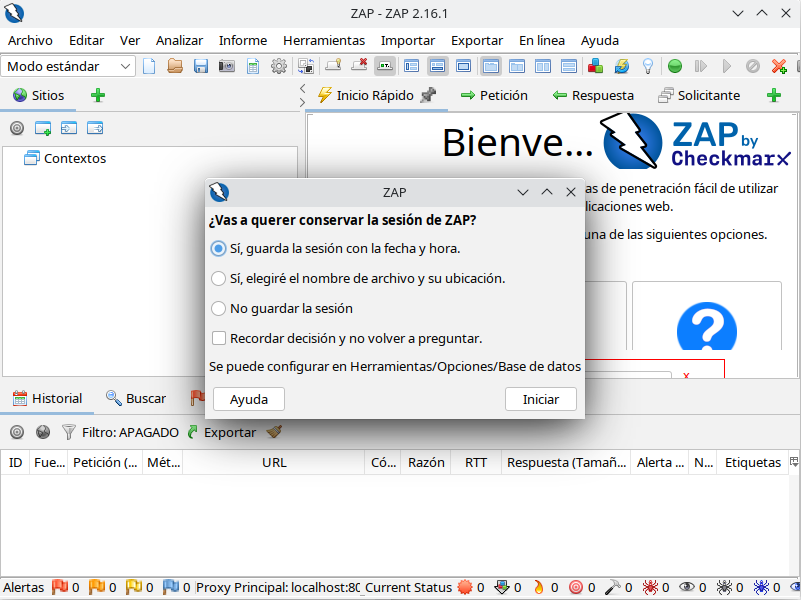 ZAP - ZAP 2.16.1
Archivo Editar Ver Analizar Informe Herramientas Importar Exportar En línea Ayuda
Modo estándar
Sitios
Inicio Rápido Petición Respuesta Solicitante
Contextos
Bienve...
ZAP by
Checkmarx
as de penetración fácil de utilizar
licaciones web.
una de las siguientes opciones.
ZAP
¿Vas a querer conservar la sesión de ZAP?
Sí, guarda la sesión con la fecha y hora.
Sí, elegiré el nombre de archivo y su ubicación.
No guardar la sesión
Recordar decisión y no volver a preguntar.
Se puede configurar en Herramientas/Opciones/Base de datos
Ayuda Iniciar
Historial Buscar
Filtro: APAGADO Exportar
ID Fue... Petición (... Mét... URL Có... Razón RTT Respuesta (Tamañ... Alerta ... N... Etiquetas
Alertas 0 0 0 0 Proxy Principal: localhost:80 Current Status 0 0 0 0 0 0 0 0 0